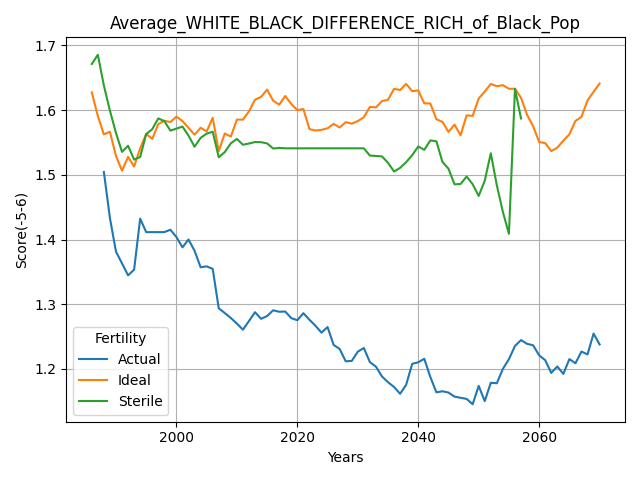 Average_WHITE_BLACK_DIFFERENCE_RICH_of_Black_Pop
1.7
1.6
1.5
1.4
1.3
1.2
Score(-5-6)
Fertility
Actual
Ideal
Sterile
2000
2020
2040
2060
Years